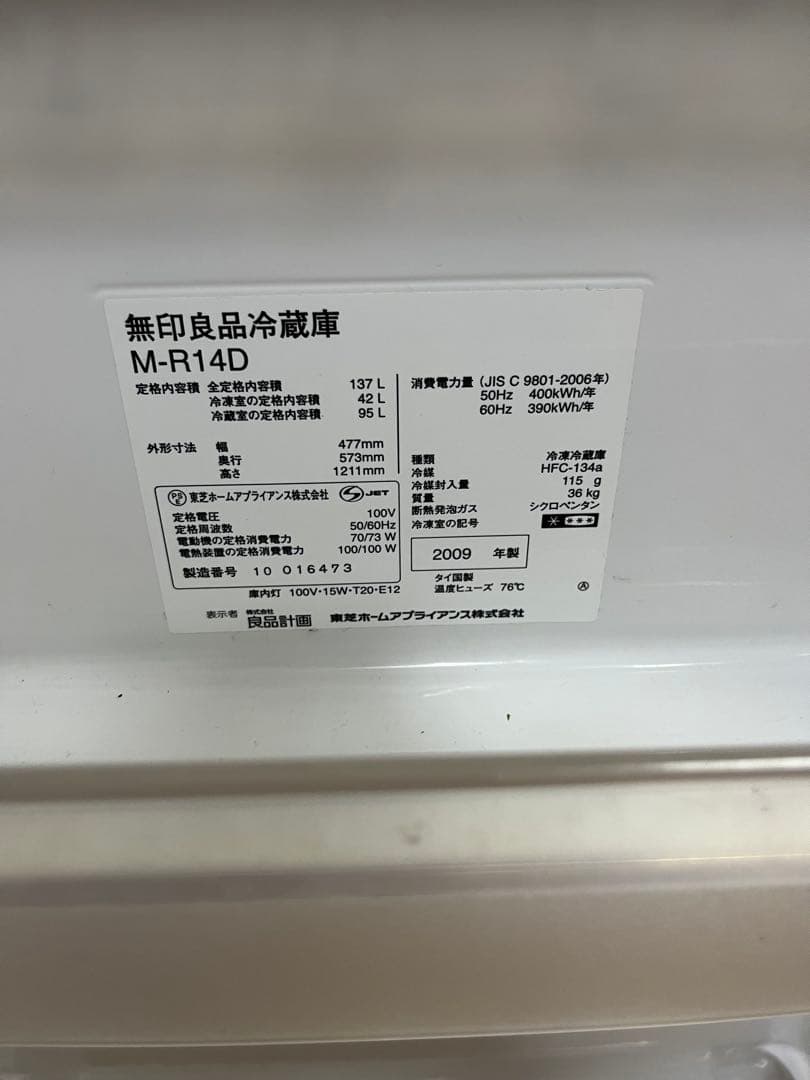 無印良品冷蔵庫
M-R14D
定格内容積 全定格内容積 137 L
冷凍室の定格内容積 42 L
冷蔵室の定格内容積 95 L
外形寸法 幅 477mm
奥行 573mm
高さ 1211mm
PSE 東芝ホームアプライアンス株式会社 JET
定格電圧 100V
定格周波数 50/60Hz
電動機の定格消費電力 70/73 W
電熱装置の定格消費電力 100/100 W
製造番号 10 016473
庫内灯 100V・15W・T20・E12
消費電力量 (JIS C 9801-2006年)
50Hz 400kWh/年
60Hz 390kWh/年
種類 冷凍冷蔵庫
冷媒 HFC-134a
冷媒封入量 115 g
質量 36 kg
断熱発泡ガス シクロペンタン
冷凍室の記号
2009 年製
タイ国製
温度ヒューズ 76℃ Ⓐ
表示者 株式会社 良品計画 東芝ホームアプライアンス株式会社